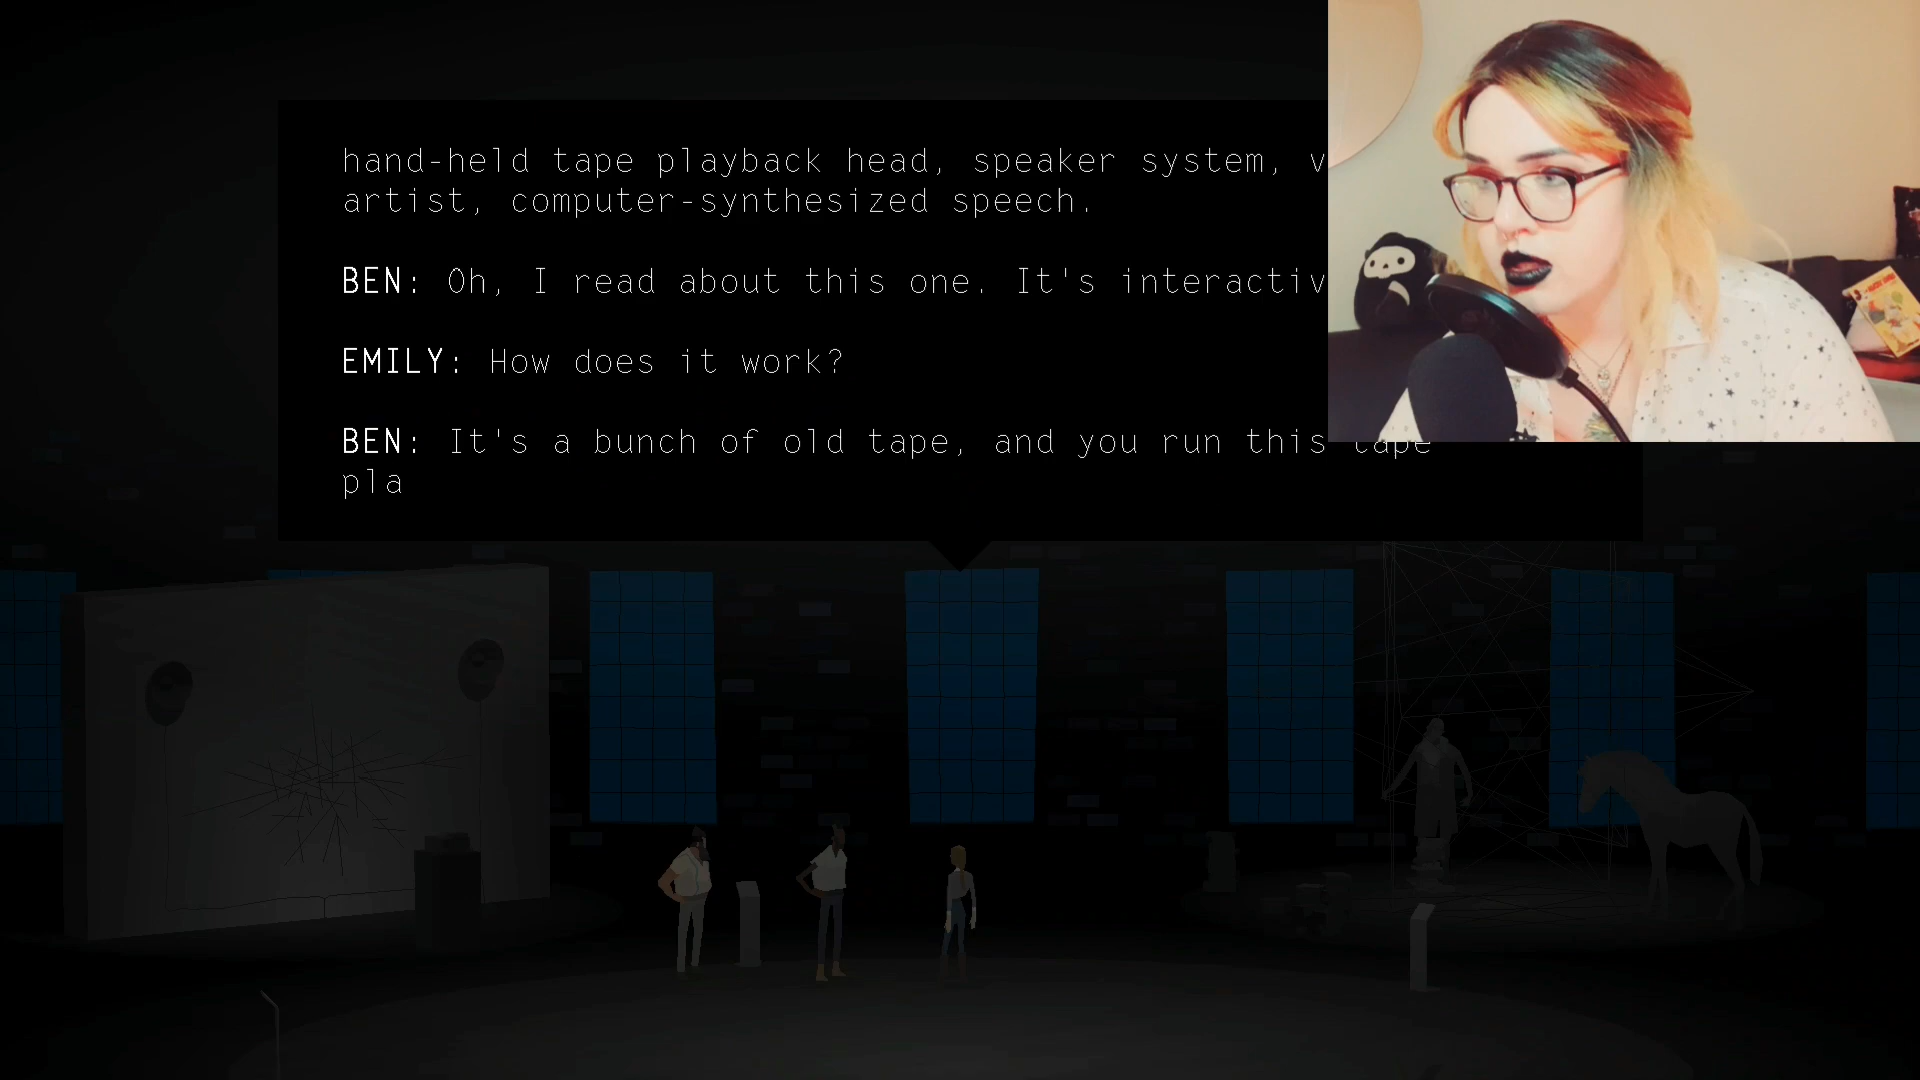 hand-held tape playback head, speaker system, v
artist, computer-synthesized speech.
BEN: Oh, I read about this one. It's interactiv
EMILY: How does it work?
BEN: It's a bunch of old tape, and you run this tape
pla